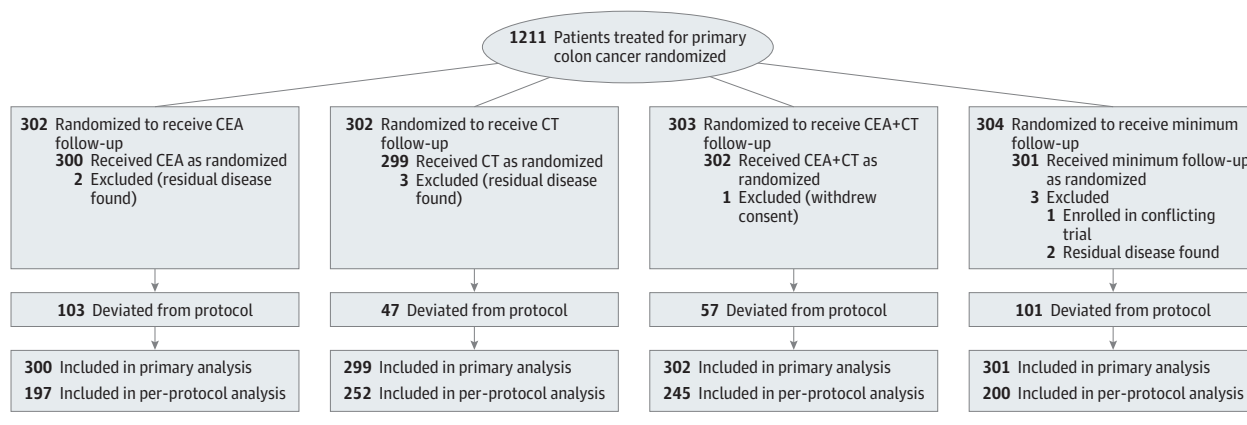 1211 Patients treated for primary
colon cancer randomized
302 Randomized to receive CEA
follow-up
300 Received CEA as randomized
2 Excluded (residual disease
found)
302 Randomized to receive CT
follow-up
299 Received CT as randomized
3 Excluded (residual disease
found)
303 Randomized to receive CEA+CT
follow-up
302 Received CEA+CT as
randomized
1 Excluded (withdrew
consent)
304 Randomized to receive minimum
follow-up
301 Received minimum follow-up
as randomized
3 Excluded
1 Enrolled in conflicting
trial
2 Residual disease found
103 Deviated from protocol
47 Deviated from protocol
57 Deviated from protocol
101 Deviated from protocol
300 Included in primary analysis
197 Included in per-protocol analysis
299 Included in primary analysis
252 Included in per-protocol analysis
302 Included in primary analysis
245 Included in per-protocol analysis
301 Included in primary analysis
200 Included in per-protocol analysis